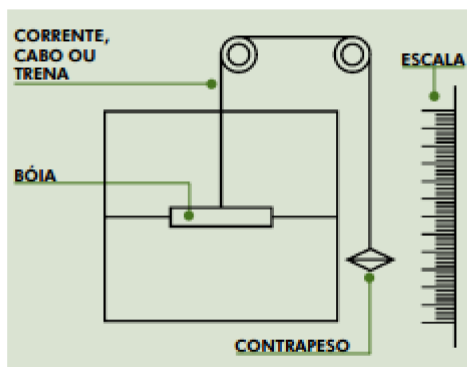 CORRENTE,
CABO OU
TRENA
ESCALA
BÓIA
CONTRAPESO